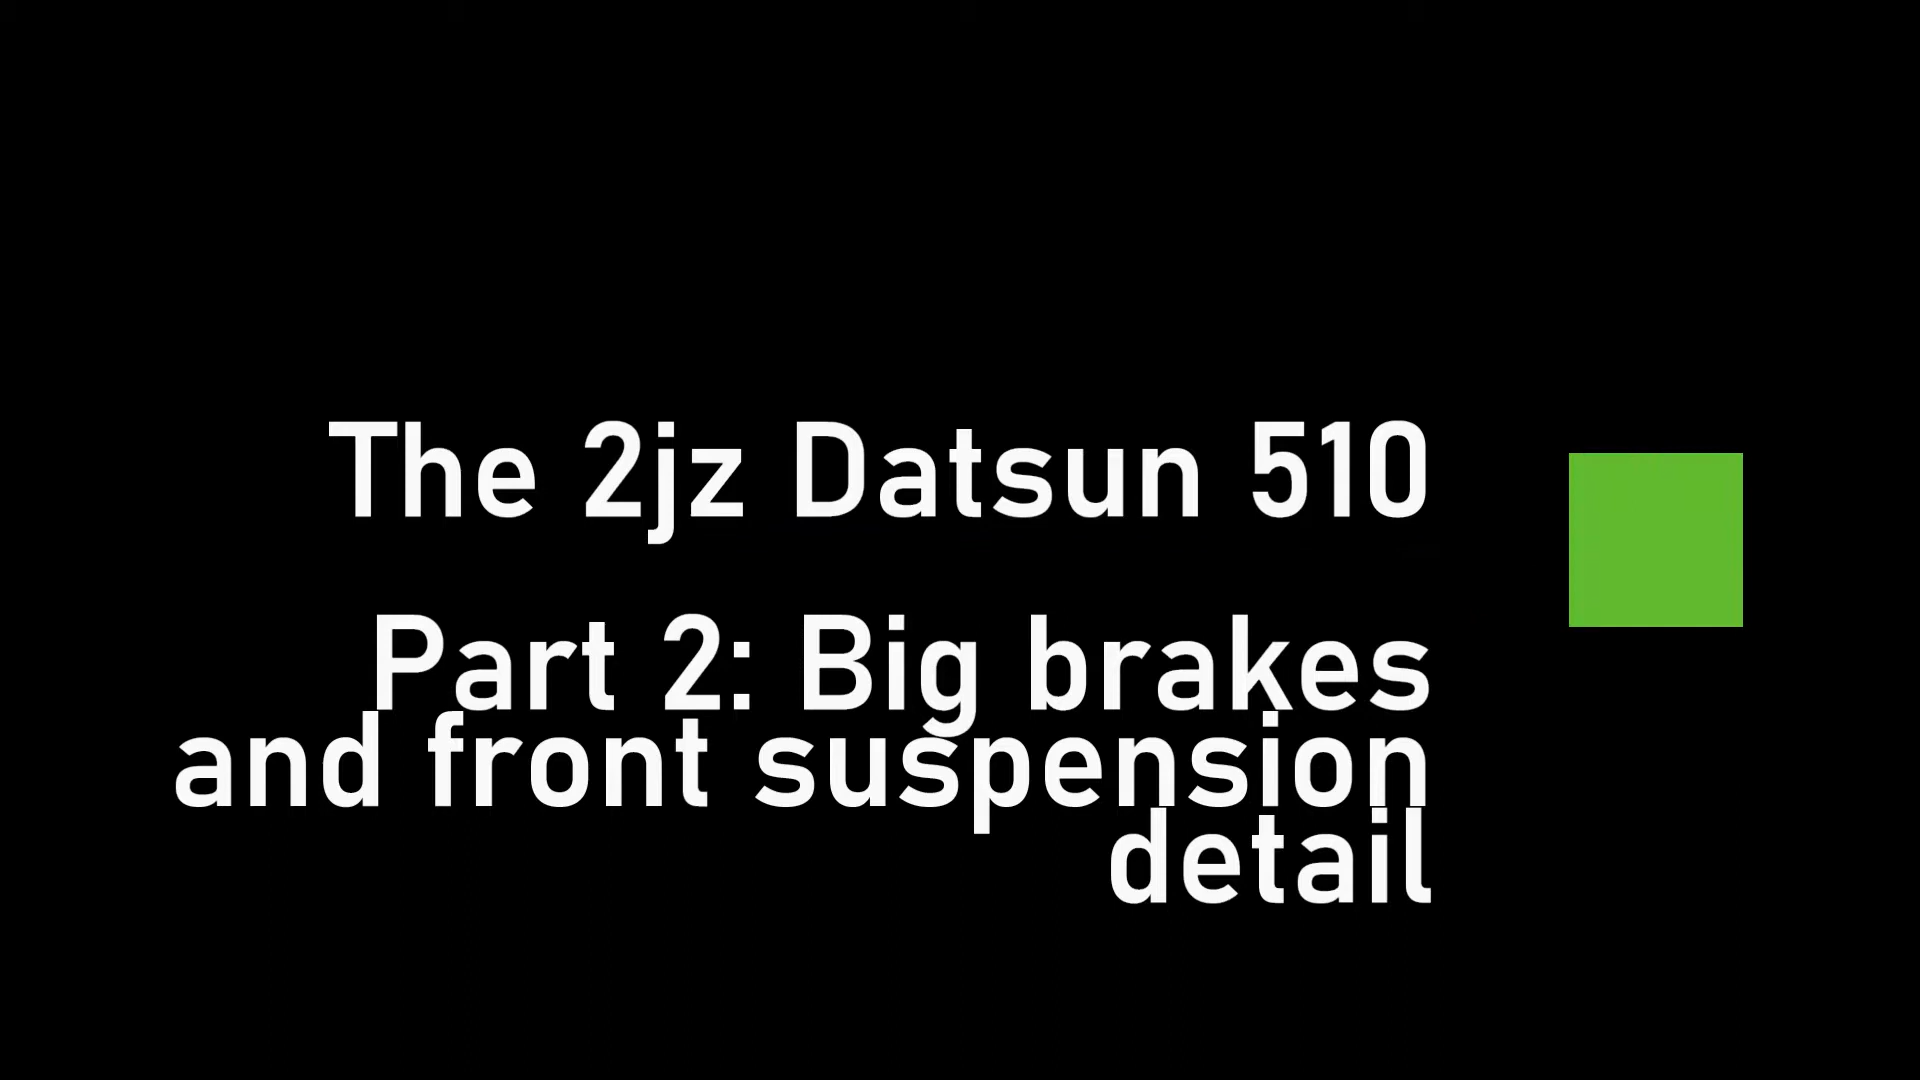 The 2jz Datsun 510
Part 2: Big brakes
and front suspension
detail